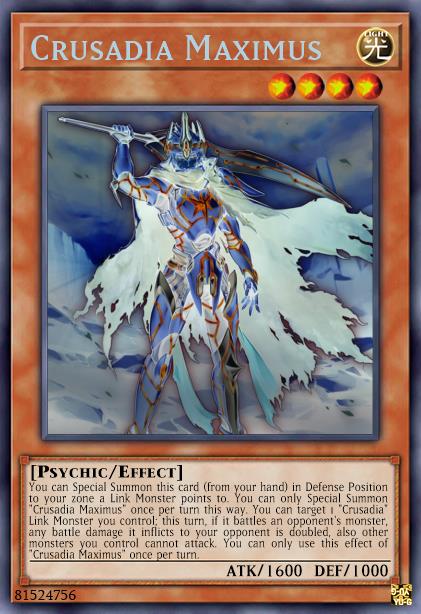 CRUSADIA MAXIMUS
LIGHT
光
[PSYCHIC/EFFECT]
You can Special Summon this card (from your hand) in Defense Position
to your zone a Link Monster points to. You can only Special Summon
"Crusadia Maximus" once per turn this way. You can target 1 "Crusadia"
Link Monster you control; this turn, if it battles an opponent's monster,
any battle damage it inflicts to your opponent is doubled, also other
monsters you control cannot attack. You can only use this effect of
"Crusadia Maximus" once per turn.
ATK/1600 DEF/1000
81524756